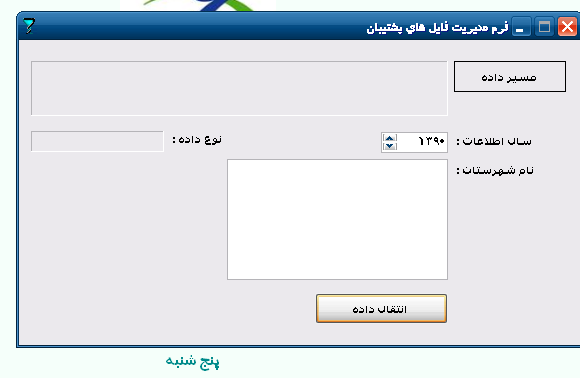 فرم مديريت فايل هاي پشتيبان
مسير داده
سال اطلاعات : ۱۳۹۰
نوع داده :
نام شهرستان :
انتقال داده
پنج شنبه